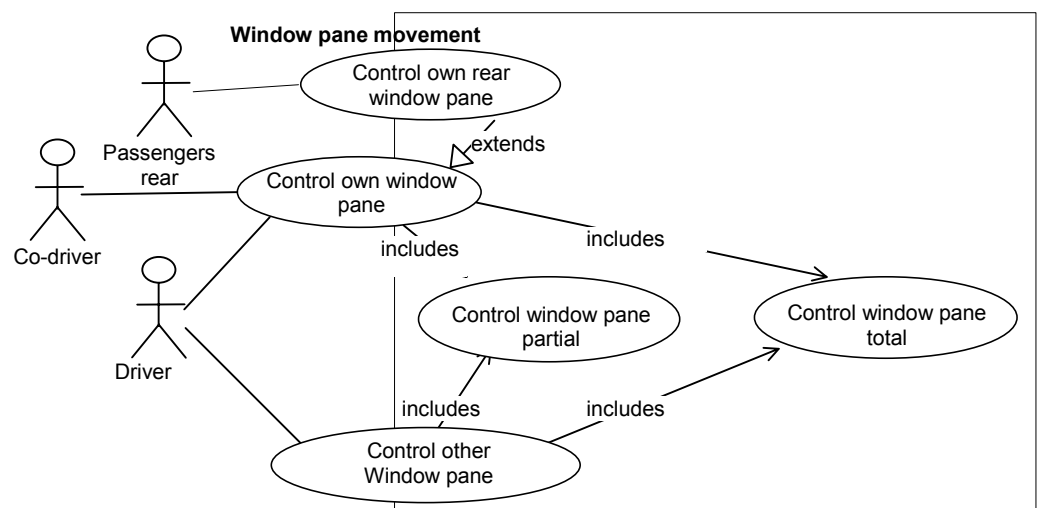 Window pane movement
Control own rear
window pane
extends
Passengers
rear
Control own window
pane
Co-driver
includes
includes
Control window pane
partial
Control window pane
total
Driver
includes
includes
Control other
Window pane